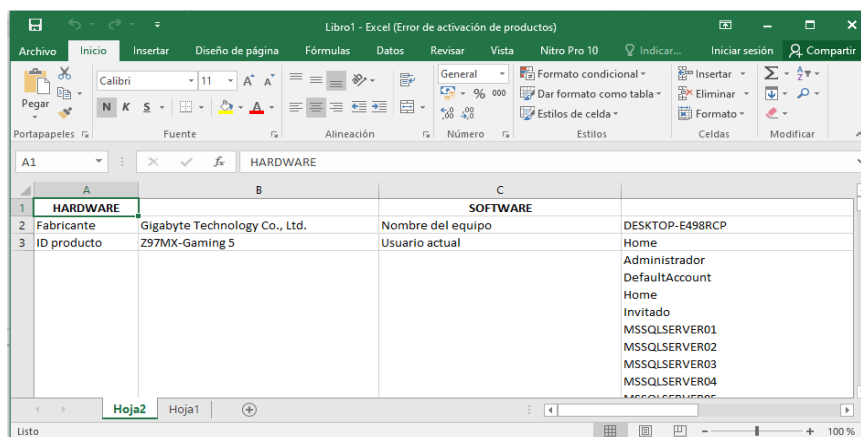 Libro1 - Excel (Error de activación de productos)
Archivo Inicio Insertar Diseño de página Fórmulas Datos Revisar Vista Nitro Pro 10 Indicar... Iniciar sesión Compartir
Pegar
Calibri 11 A A
N K S A
General
% 000
Formato condicional
Dar formato como tabla
Estilos de celda
Insertar
Eliminar
Formato
Portapapeles Fuente Alineación Número Estilos Celdas Modificar
A1 fx HARDWARE
A B C
1 HARDWARE SOFTWARE
2 Fabricante Gigabyte Technology Co., Ltd. Nombre del equipo DESKTOP-E498RCP
3 ID producto Z97MX-Gaming 5 Usuario actual Home
Administrador
DefaultAccount
Home
Invitado
MSSQLSERVER01
MSSQLSERVER02
MSSQLSERVER03
MSSQLSERVER04
Hoja2 Hoja1
Listo 100 %